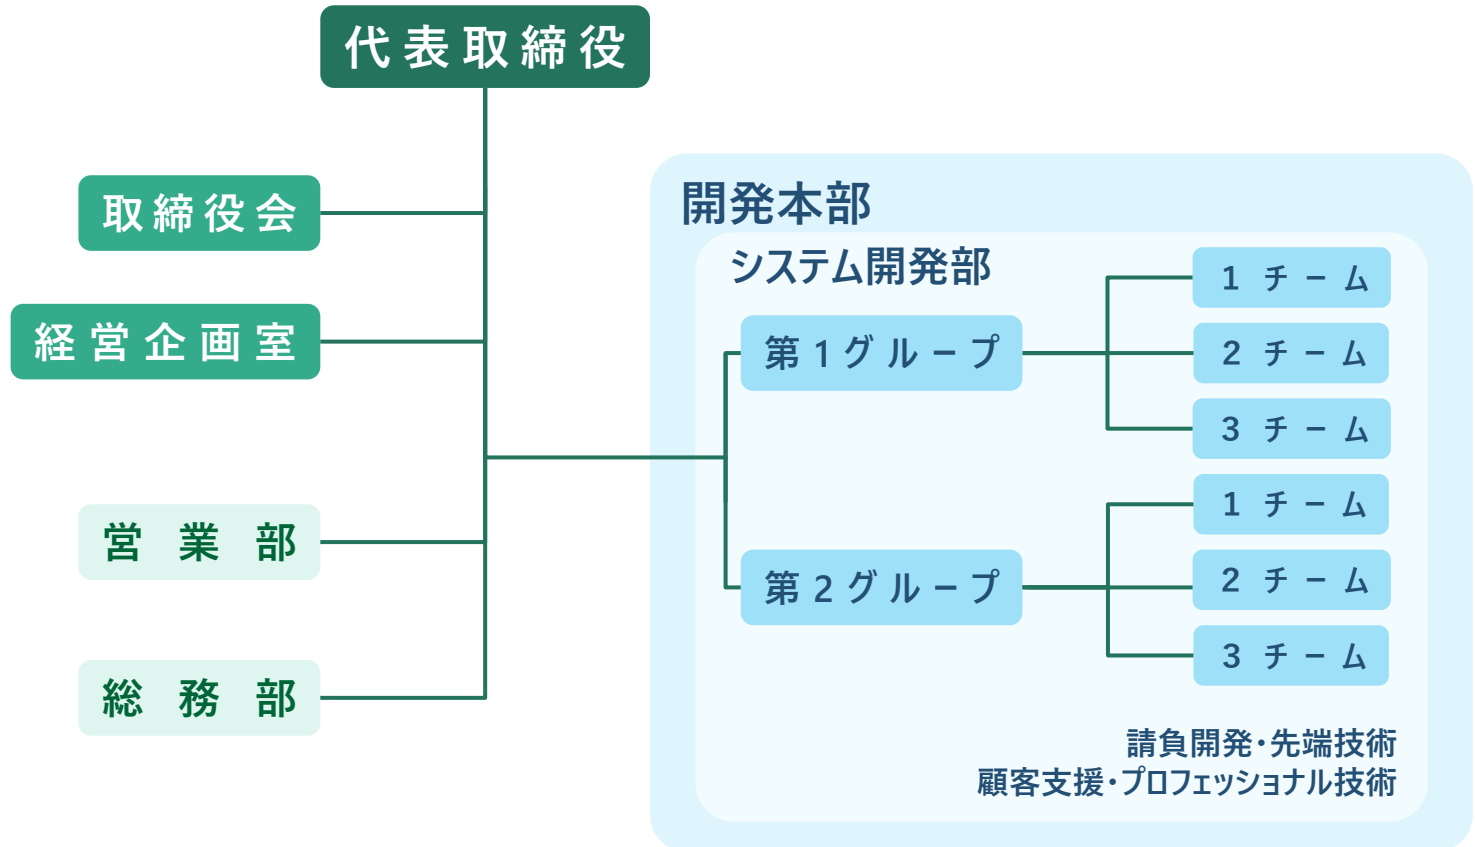 代表取締役
取締役会
経営企画室
営業部
総務部
開発本部
システム開発部
第1グループ
1チーム
2チーム
3チーム
第2グループ
1チーム
2チーム
3チーム
請負開発・先端技術
顧客支援・プロフェッショナル技術